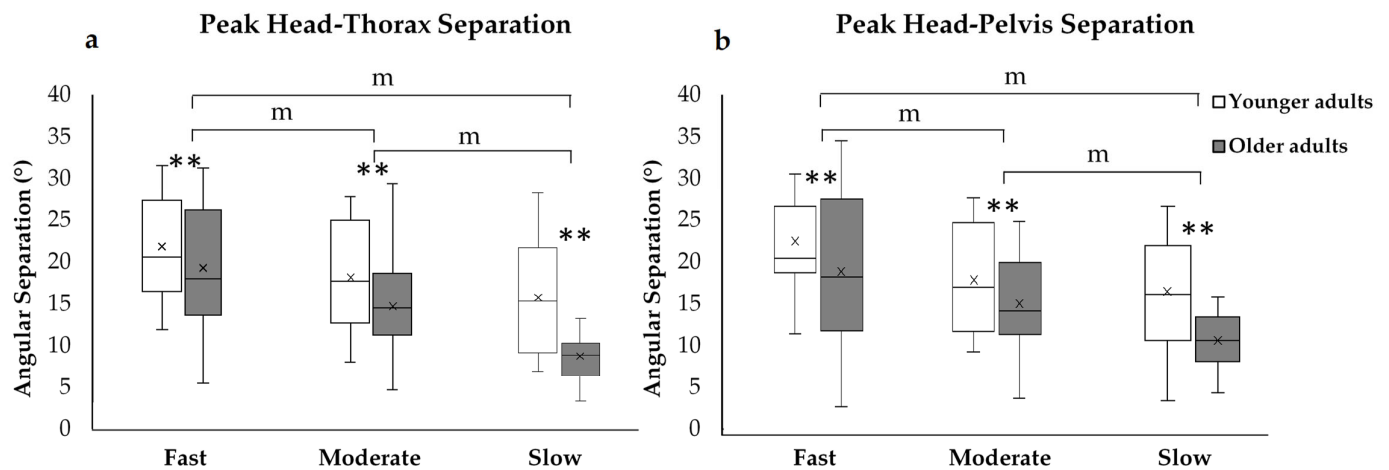 Peak Head-Thorax Separation
a
m
m
m
40
35
30
25
20
15
10
5
0
Angular Separation (°)
**
**
**
Fast Moderate Slow
Peak Head-Pelvis Separation
b
m
m
m
40
35
30
25
20
15
10
5
0
Angular Separation (°)
**
**
**
Fast Moderate Slow
Younger adults
Older adults